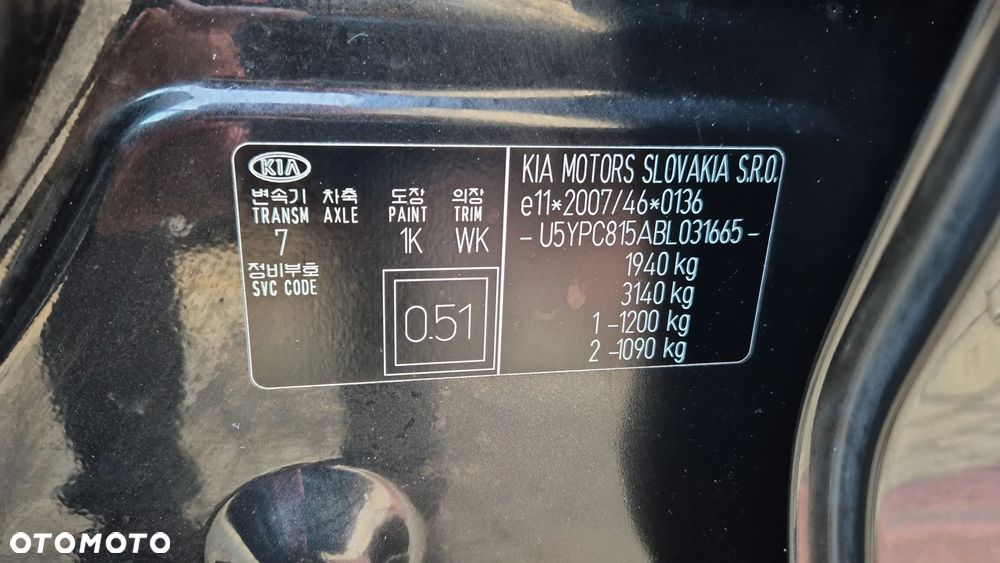 KIA
변속기 차축 도장 의장
TRANSM AXLE PAINT TRIM
7 1K WK
정비부호
SVC CODE
0.51
KIA MOTORS SLOVAKIA S.R.O.
e11*2007/46*0136
- U5YPC815ABL031665 -
1940 kg
3140 kg
1 -1200 kg
2 -1090 kg
OTOMOTO